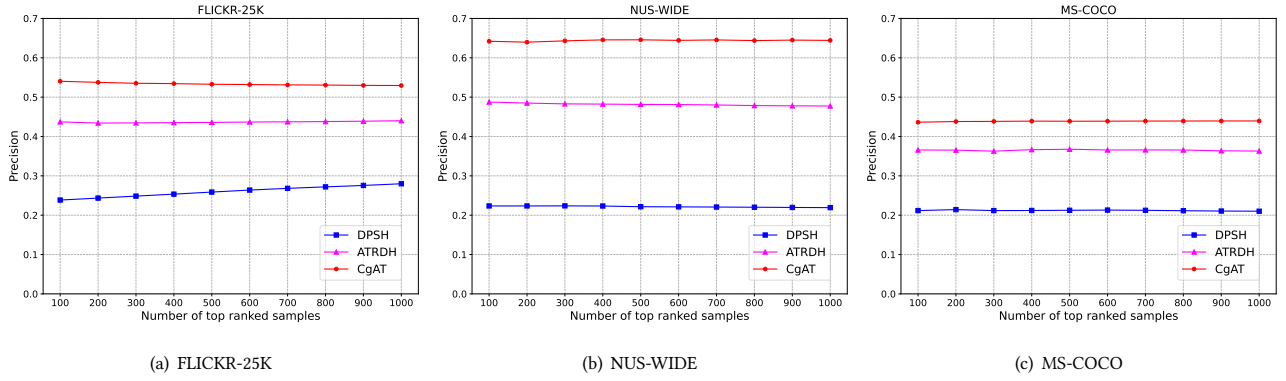 FLICKR-25K
0.7
0.6
0.5
0.4
0.3
0.2
0.1
0.0
Precision
DPSH
ATRDH
CgAT
100 200 300 400 500 600 700 800 900 1000
Number of top ranked samples
(a) FLICKR-25K
NUS-WIDE
0.7
0.6
0.5
0.4
0.3
0.2
0.1
0.0
Precision
DPSH
ATRDH
CgAT
100 200 300 400 500 600 700 800 900 1000
Number of top ranked samples
(b) NUS-WIDE
MS-COCO
0.7
0.6
0.5
0.4
0.3
0.2
0.1
0.0
Precision
DPSH
ATRDH
CgAT
100 200 300 400 500 600 700 800 900 1000
Number of top ranked samples
(c) MS-COCO